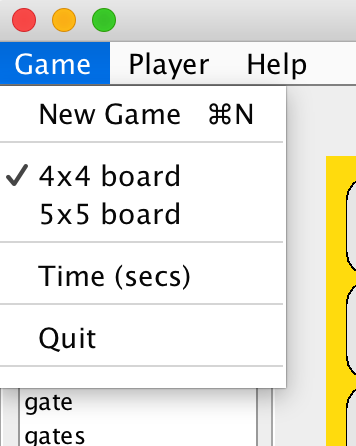 Game Player Help
New Game ⌘N
4x4 board
5x5 board
Time (secs)
Quit
gate
gates